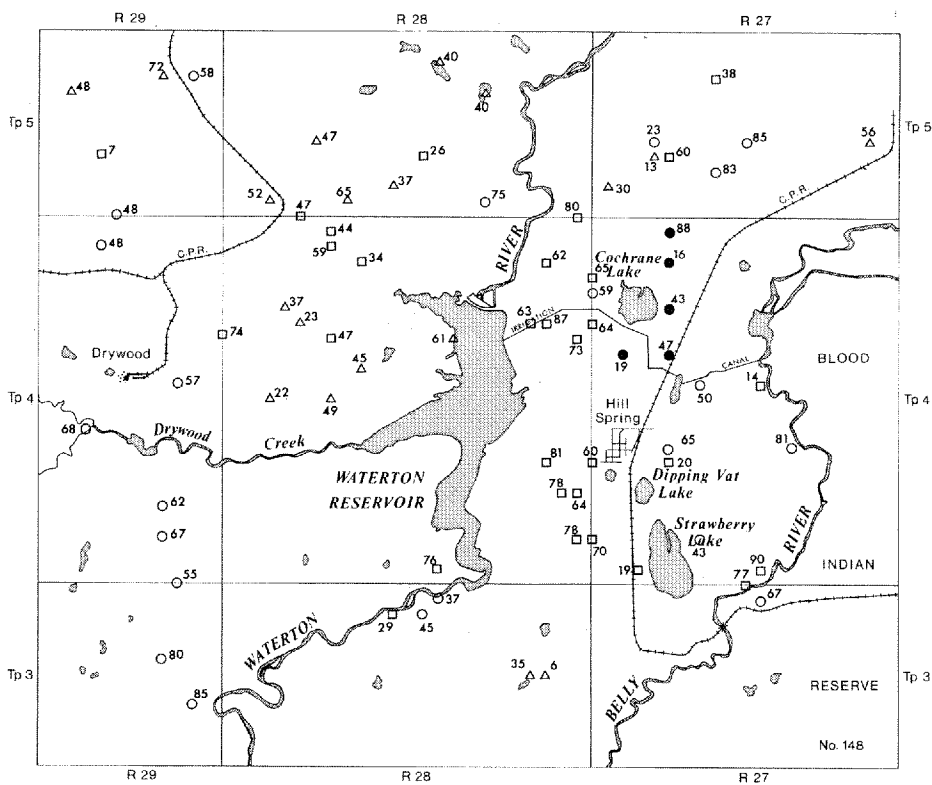 R 29 R 28 R 27
40
72 58
48 38
40
Tp 5 Tp 5
47 23 85 56
7 26 13 60
83
37 30
52 65 75
48 47 80
44 88
C.P.R.
C.P.R.
48 59 34 62 16
RIVER
Cochrane
Lake
65
59
37 43
23 63 87 64
IRRIGATION
74 47 61 73
Drywood 19 47
CANAL
BLOOD
45
57 50 14
Tp 4 22 49 Tp 4
Hill
Spring
68 Drywood
Creek 65 81
81 60 20
WATERTON
RESERVOIR
Dipping Vat
Lake
62 78 64
Strawberry
Lake
67 78 70 43
RIVER
INDIAN
76 19 90
55 77
37 67
29 45
WATERTON
80 35 6
Tp 3 Tp 3
RESERVE
85
BELLY
No. 148
R 29 R 28 R 27